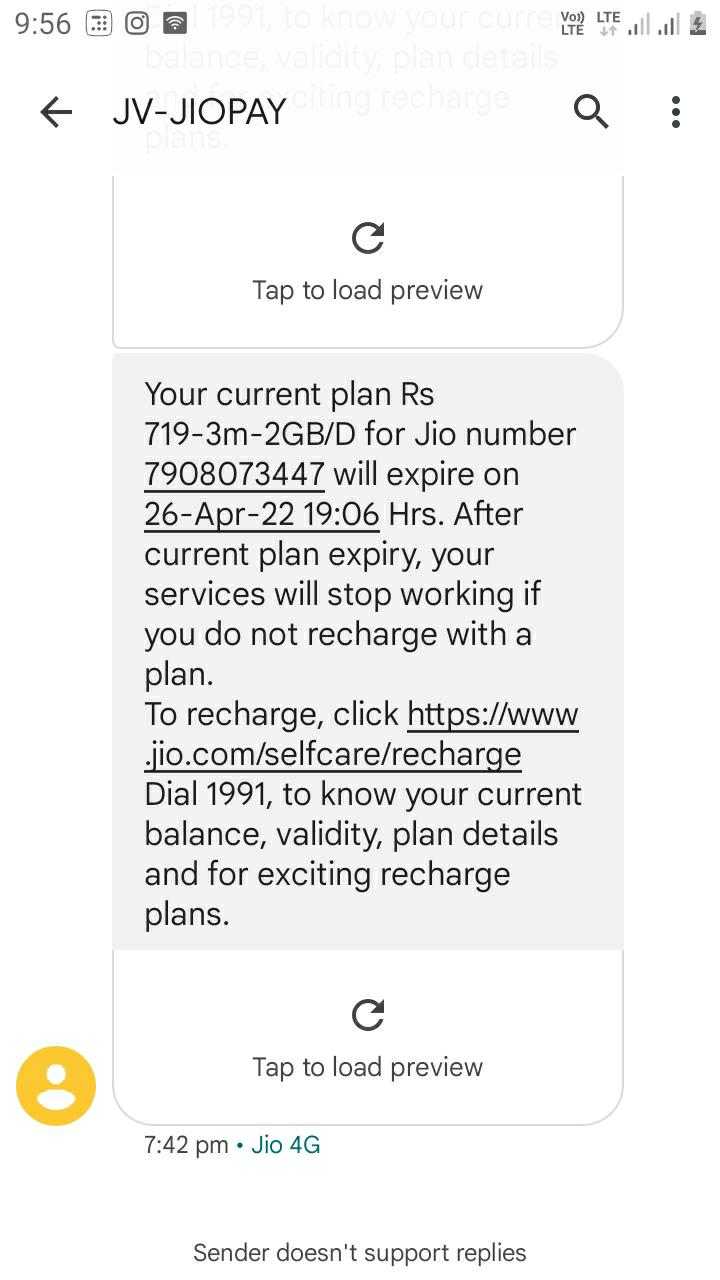 9:56
Vo)) LTE LTE
Dial 1991, to know your curre
balance, validity, plan details
and for exciting recharge
plans.
JV-JIOPAY
Tap to load preview
Your current plan Rs
719-3m-2GB/D for Jio number
7908073447 will expire on
26-Apr-22 19:06 Hrs. After
current plan expiry, your
services will stop working if
you do not recharge with a
plan.
To recharge, click https://www
.jio.com/selfcare/recharge
Dial 1991, to know your current
balance, validity, plan details
and for exciting recharge
plans.
Tap to load preview
7:42 pm • Jio 4G
Sender doesn't support replies